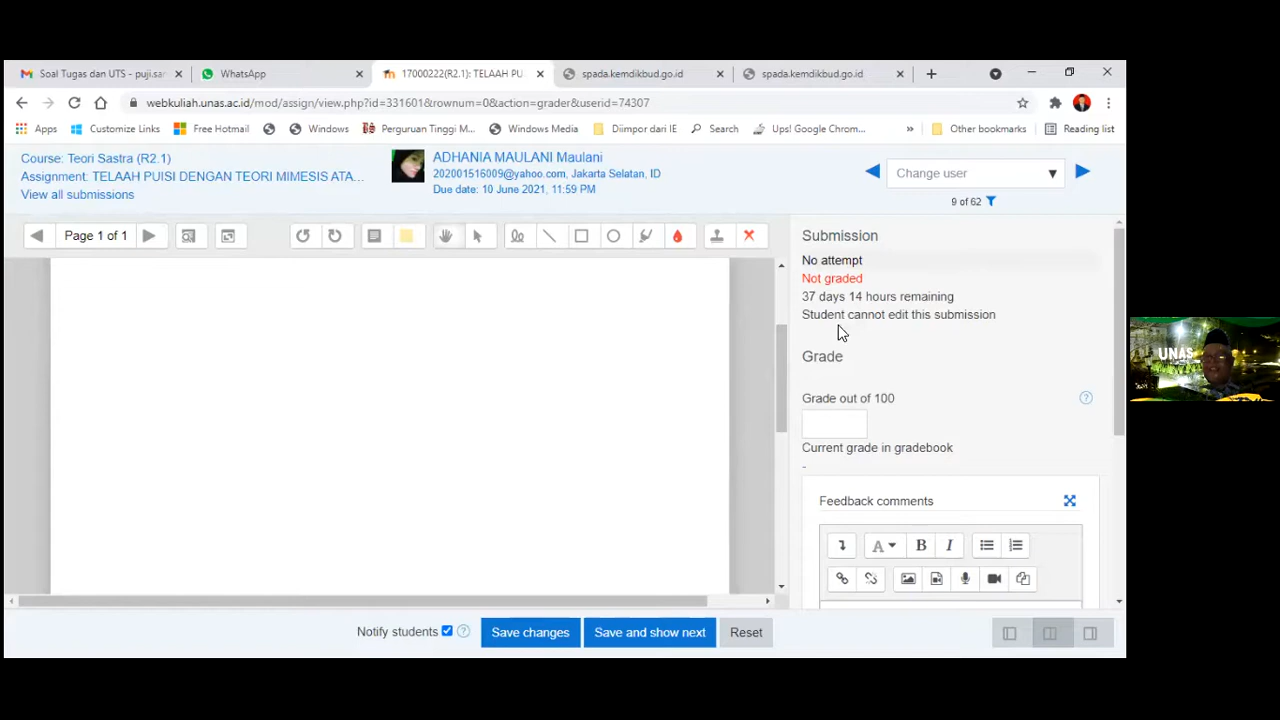 Soal Tugas dan UTS - puji.sar
WhatsApp
17000222(R2.1): TELAAH PU
spada.kemdikbud.go.id
spada.kemdikbud.go.id
webkuliah.unas.ac.id/mod/assign/view.php?id=331601&rownum=0&action=grader&userid=74307
Apps
Customize Links
Free Hotmail
Windows
Perguruan Tinggi M...
Windows Media
Diimpor dari IE
Search
Ups! Google Chrom...
»
Other bookmarks
Reading list
Course: Teori Sastra (R2.1)
Assignment: TELAAH PUISI DENGAN TEORI MIMESIS ATA...
View all submissions
ADHANIA MAULANI Maulani
202001516009@yahoo.com, Jakarta Selatan, ID
Due date: 10 June 2021, 11:59 PM
Change user
9 of 62
Page 1 of 1
Submission
No attempt
Not graded
37 days 14 hours remaining
Student cannot edit this submission
Grade
Grade out of 100
Current grade in gradebook
-
Feedback comments
A
B
I
Notify students
Save changes
Save and show next
Reset
UNAS